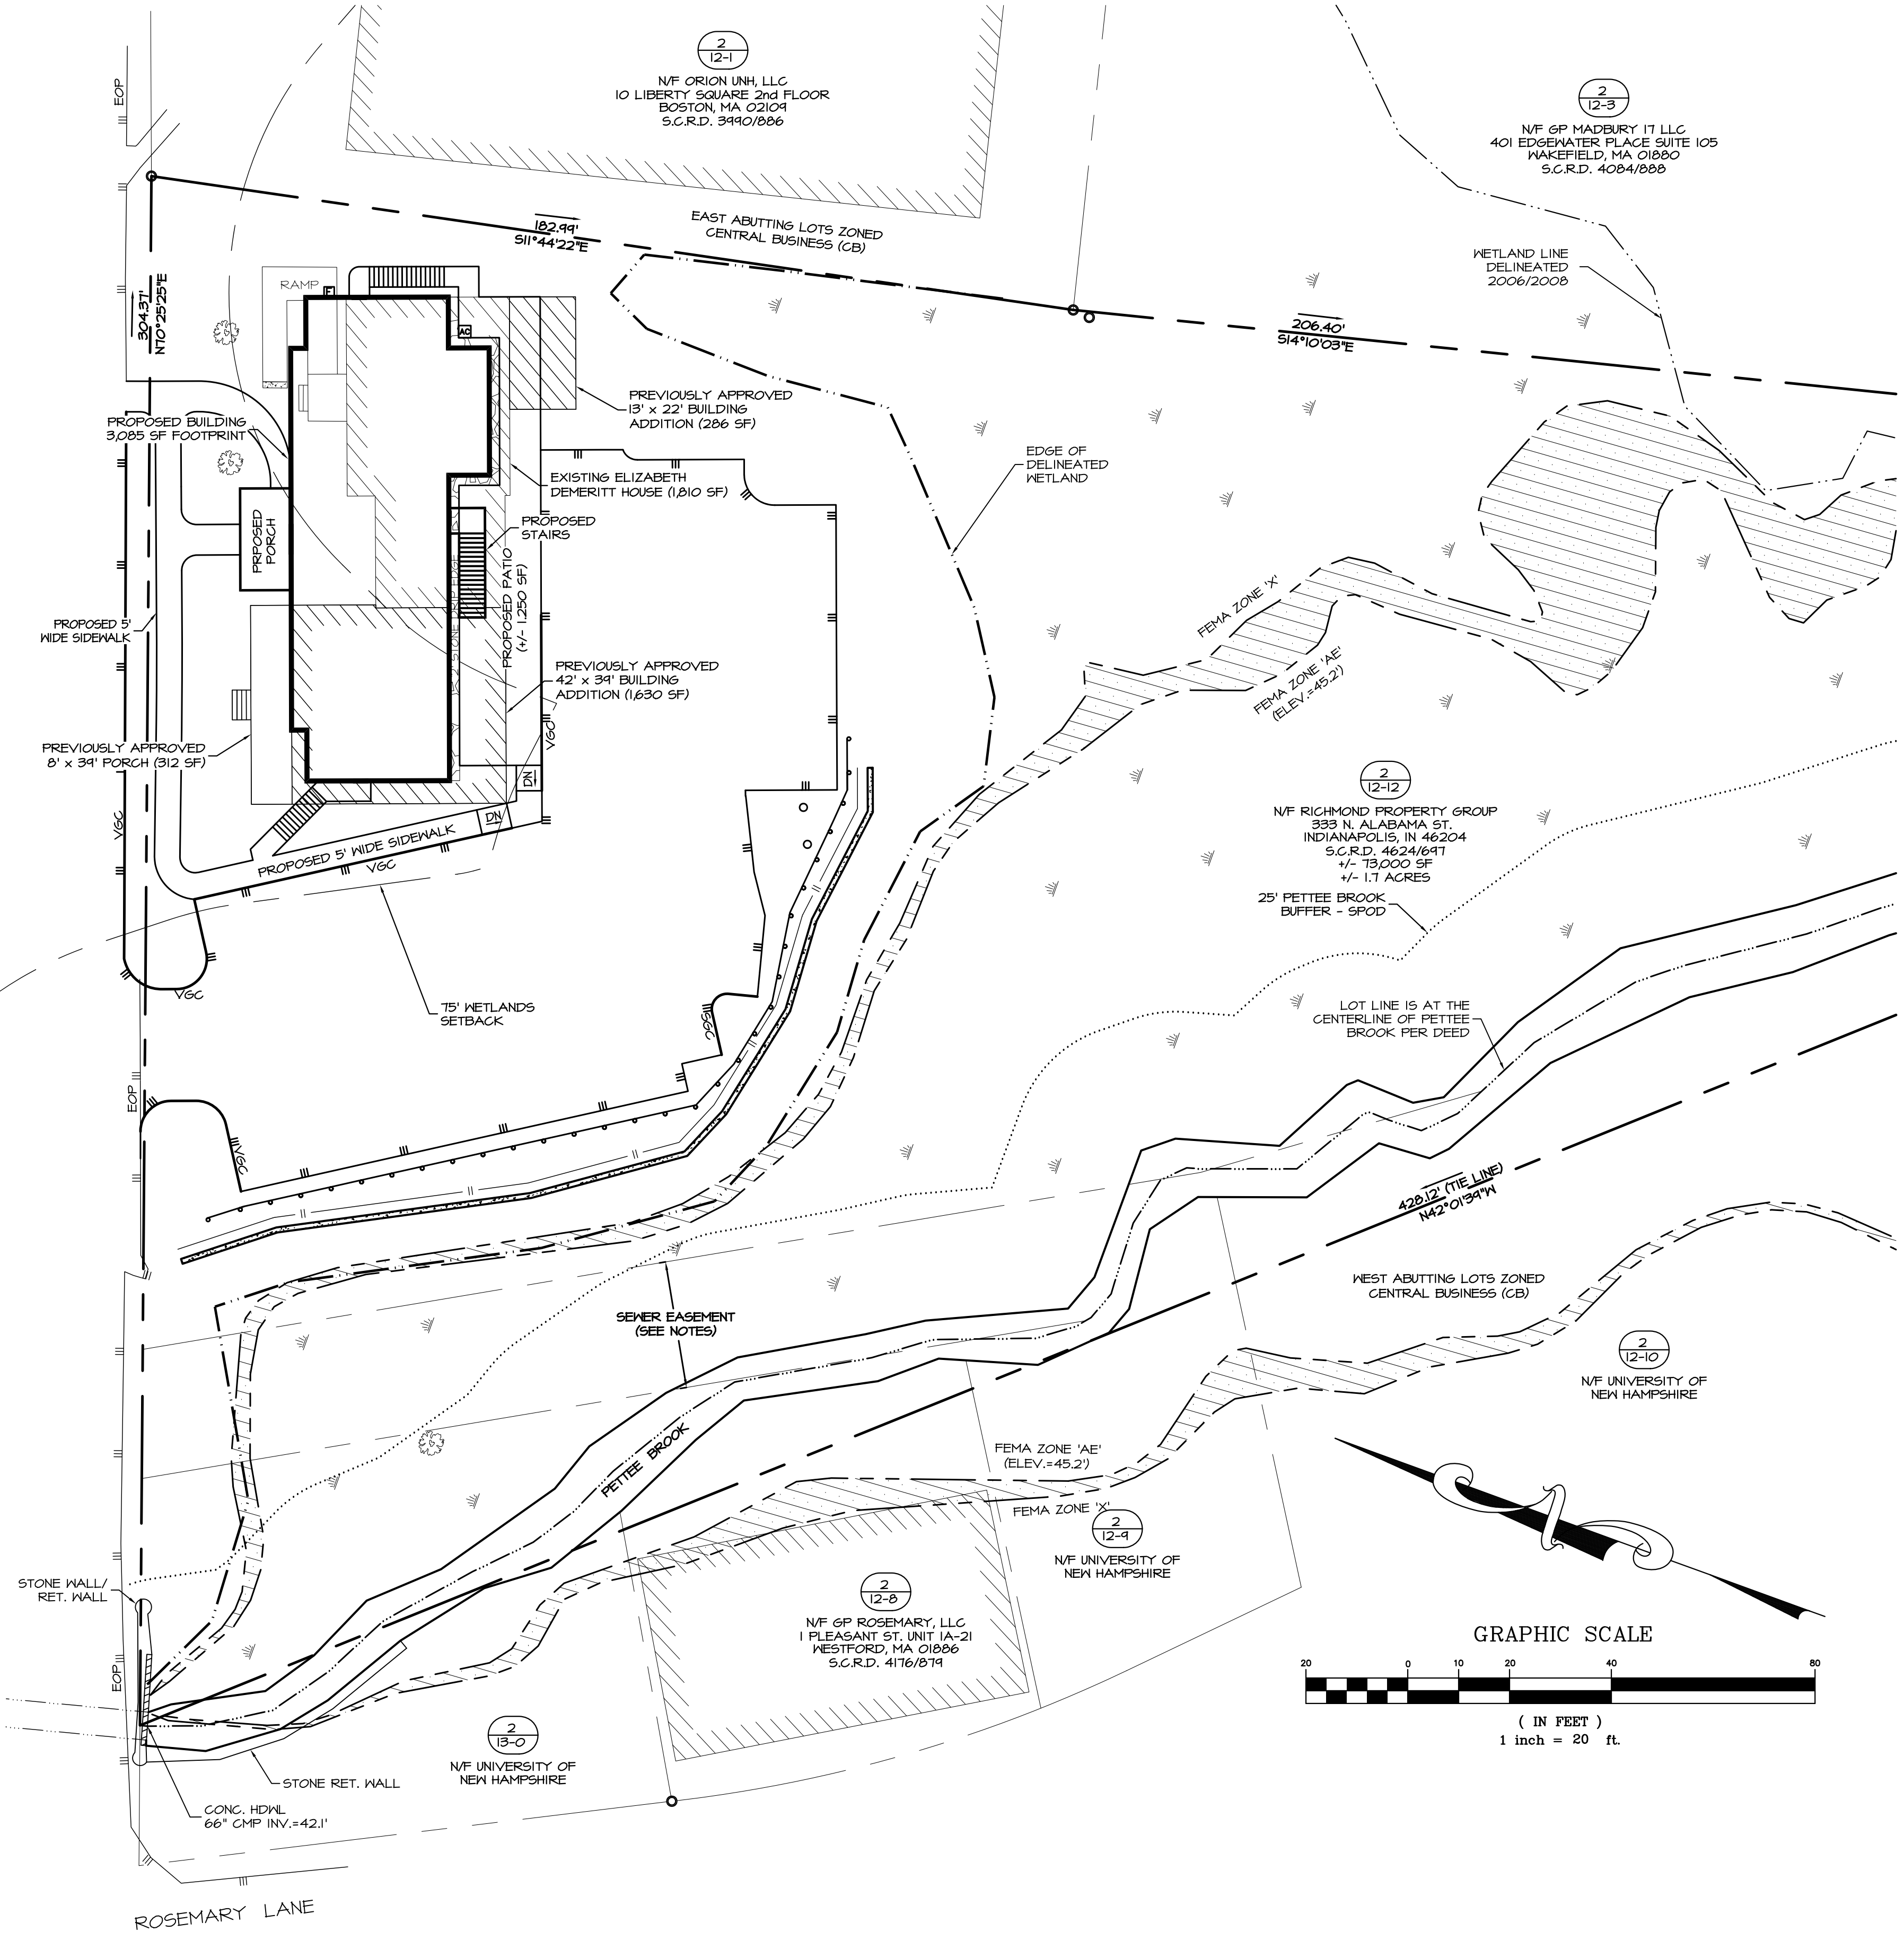 EOP
2
12-1
N/F ORION UNH, LLC
10 LIBERTY SQUARE 2nd FLOOR
BOSTON, MA 02109
S.C.R.D. 3990/886
2
12-3
N/F GP MADBURY 17 LLC
401 EDGEWATER PLACE SUITE 105
WAKEFIELD, MA 01880
S.C.R.D. 4084/888
182.99'
S11°44'22"E
EAST ABUTTING LOTS ZONED
CENTRAL BUSINESS (CB)
WETLAND LINE
DELINEATED
2006/2008
304.37'
N70°25'25"E
RAMP
E
AC
206.40'
S14°10'03"E
PREVIOUSLY APPROVED
13' x 22' BUILDING
ADDITION (286 SF)
PROPOSED BUILDING
3,085 SF FOOTPRINT
EDGE OF
DELINEATED
WETLAND
EXISTING ELIZABETH
DEMERITT HOUSE (1,810 SF)
PRPOSED
PORCH
PROPOSED
STAIRS
STONE DRIP EDGE
PROPOSED PATIO
(+/- 1,250 SF)
FEMA ZONE 'X'
FEMA ZONE 'AE'
(ELEV.=45.2')
PROPOSED 5'
WIDE SIDEWALK
PREVIOUSLY APPROVED
42' x 39' BUILDING
ADDITION (1,630 SF)
VGC
PREVIOUSLY APPROVED
8' x 39' PORCH (312 SF)
DN
2
12-12
N/F RICHMOND PROPERTY GROUP
333 N. ALABAMA ST.
INDIANAPOLIS, IN 46204
S.C.R.D. 4624/697
+/- 73,000 SF
+/- 1.7 ACRES
VGC
DN
PROPOSED 5' WIDE SIDEWALK
VGC
25' PETTEE BROOK
BUFFER - SPOD
VGC
75' WETLANDS
SETBACK
SGC
LOT LINE IS AT THE
CENTERLINE OF PETTEE
BROOK PER DEED
EOP
VGC
428.12' (TIE LINE)
N42°01'39"W
WEST ABUTTING LOTS ZONED
CENTRAL BUSINESS (CB)
SEWER EASEMENT
(SEE NOTES)
2
12-10
N/F UNIVERSITY OF
NEW HAMPSHIRE
PETTEE BROOK
FEMA ZONE 'AE'
(ELEV.=45.2')
FEMA ZONE 'X'
2
12-9
N/F UNIVERSITY OF
NEW HAMPSHIRE
STONE WALL/
RET. WALL
2
12-8
N/F GP ROSEMARY, LLC
1 PLEASANT ST. UNIT 1A-21
WESTFORD, MA 01886
S.C.R.D. 4176/879
EOP
GRAPHIC SCALE
20 0 10 20 40 80
( IN FEET )
1 inch = 20 ft.
2
13-0
N/F UNIVERSITY OF
NEW HAMPSHIRE
STONE RET. WALL
CONC. HDWL
66" CMP INV.=42.1'
ROSEMARY LANE